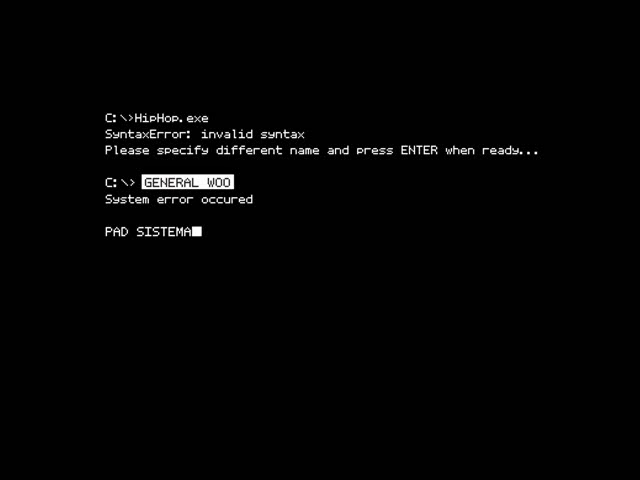 C:\>HipHop.exe
SyntaxError: invalid syntax
Please specify different name and press ENTER when ready...
C:\> GENERAL WOO
System error occured
PAD SISTEMA